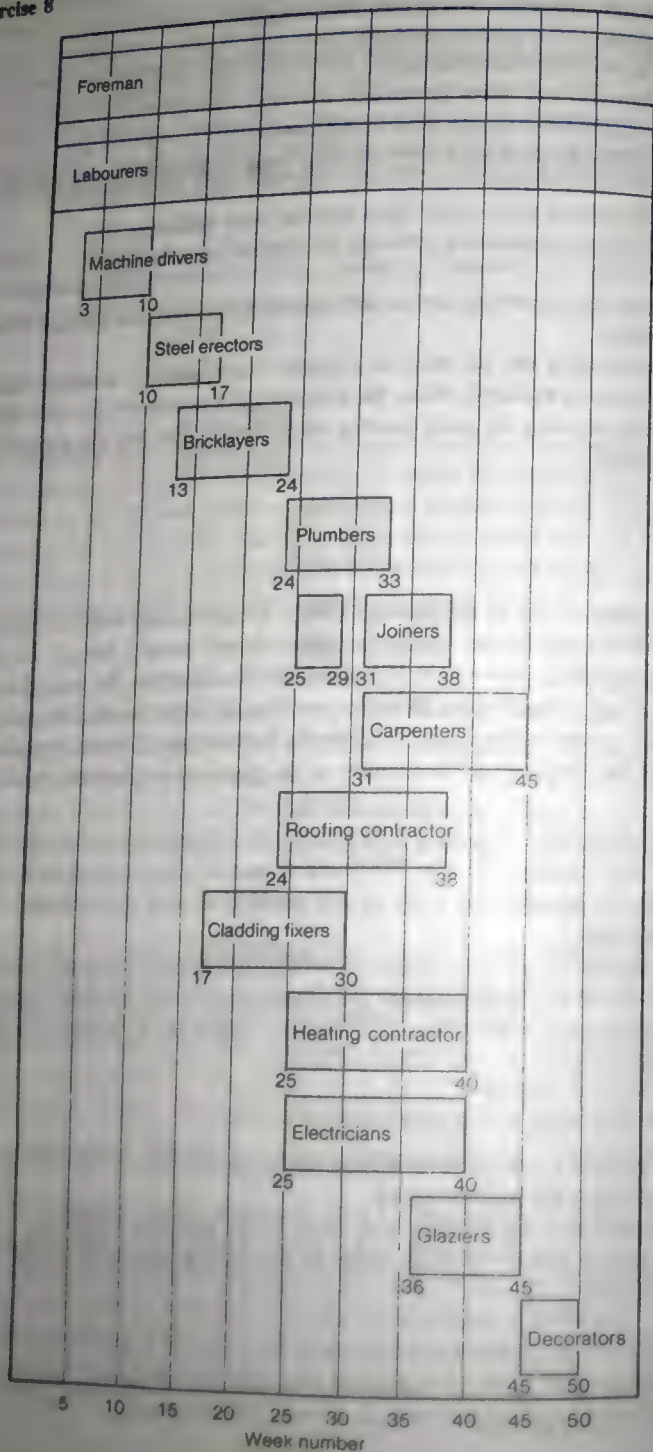 rcise 8
Foreman
Labourers
Machine drivers
3 10
Steel erectors
10 17
Bricklayers
13 24
Plumbers
24 33
Joiners
25 29 31 38
Carpenters
31 45
Roofing contractor
24 38
Cladding fixers
17 30
Heating contractor
25 40
Electricians
25 40
Glaziers
36 45
Decorators
45 50
5 10 15 20 25 30 35 40 45 50
Week number